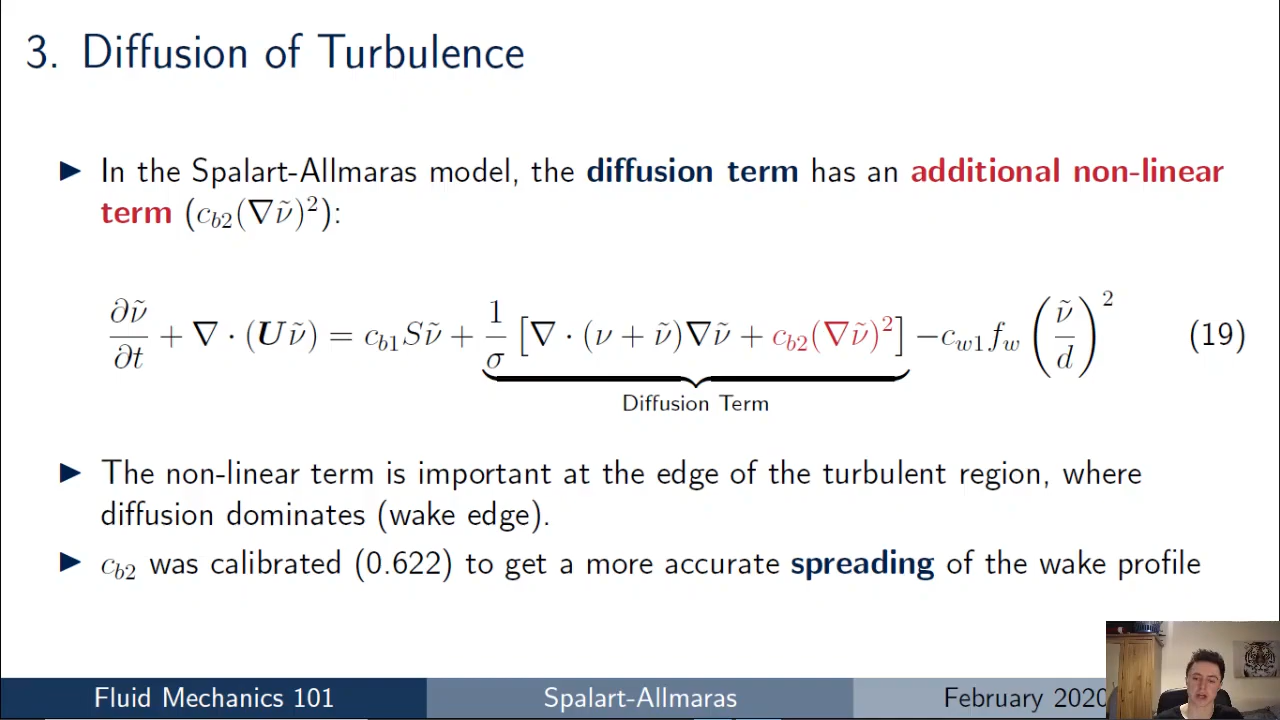 3. Diffusion of Turbulence
▶ In the Spalart-Allmaras model, the diffusion term has an additional non-linear
term (c_{b2}(∇ν̃)²):
∂ν̃/∂t + ∇ · (Uν̃) = c_{b1}Sν̃ + 1/σ [∇ · (ν + ν̃)∇ν̃ + c_{b2}(∇ν̃)²] − c_{w1}f_w (ν̃/d)² (19)
Diffusion Term
▶ The non-linear term is important at the edge of the turbulent region, where
diffusion dominates (wake edge).
▶ c_{b2} was calibrated (0.622) to get a more accurate spreading of the wake profile
Fluid Mechanics 101 Spalart-Allmaras February 2020